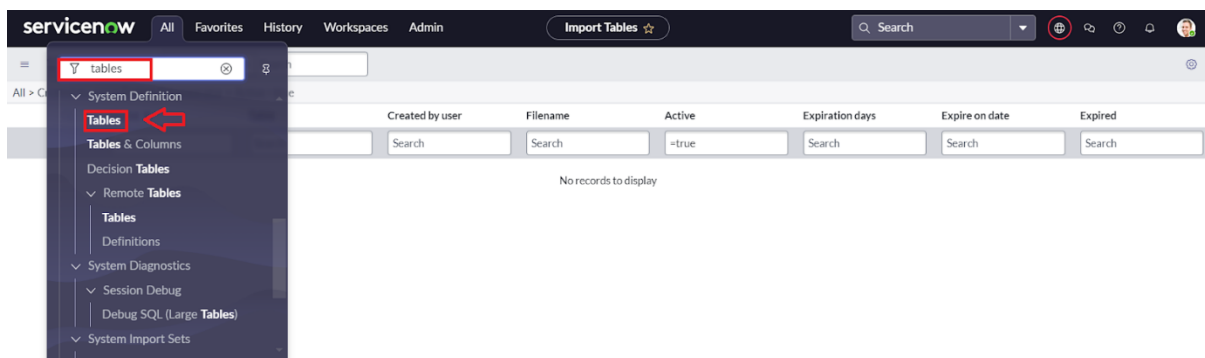 servicenow All Favorites History Workspaces Admin Import Tables Search
tables
All > Cr
System Definition
Tables
Created by user Filename Active Expiration days Expire on date Expired
Tables & Columns
Search Search =true Search Search Search
Decision Tables
No records to display
Remote Tables
Tables
Definitions
System Diagnostics
Session Debug
Debug SQL (Large Tables)
System Import Sets